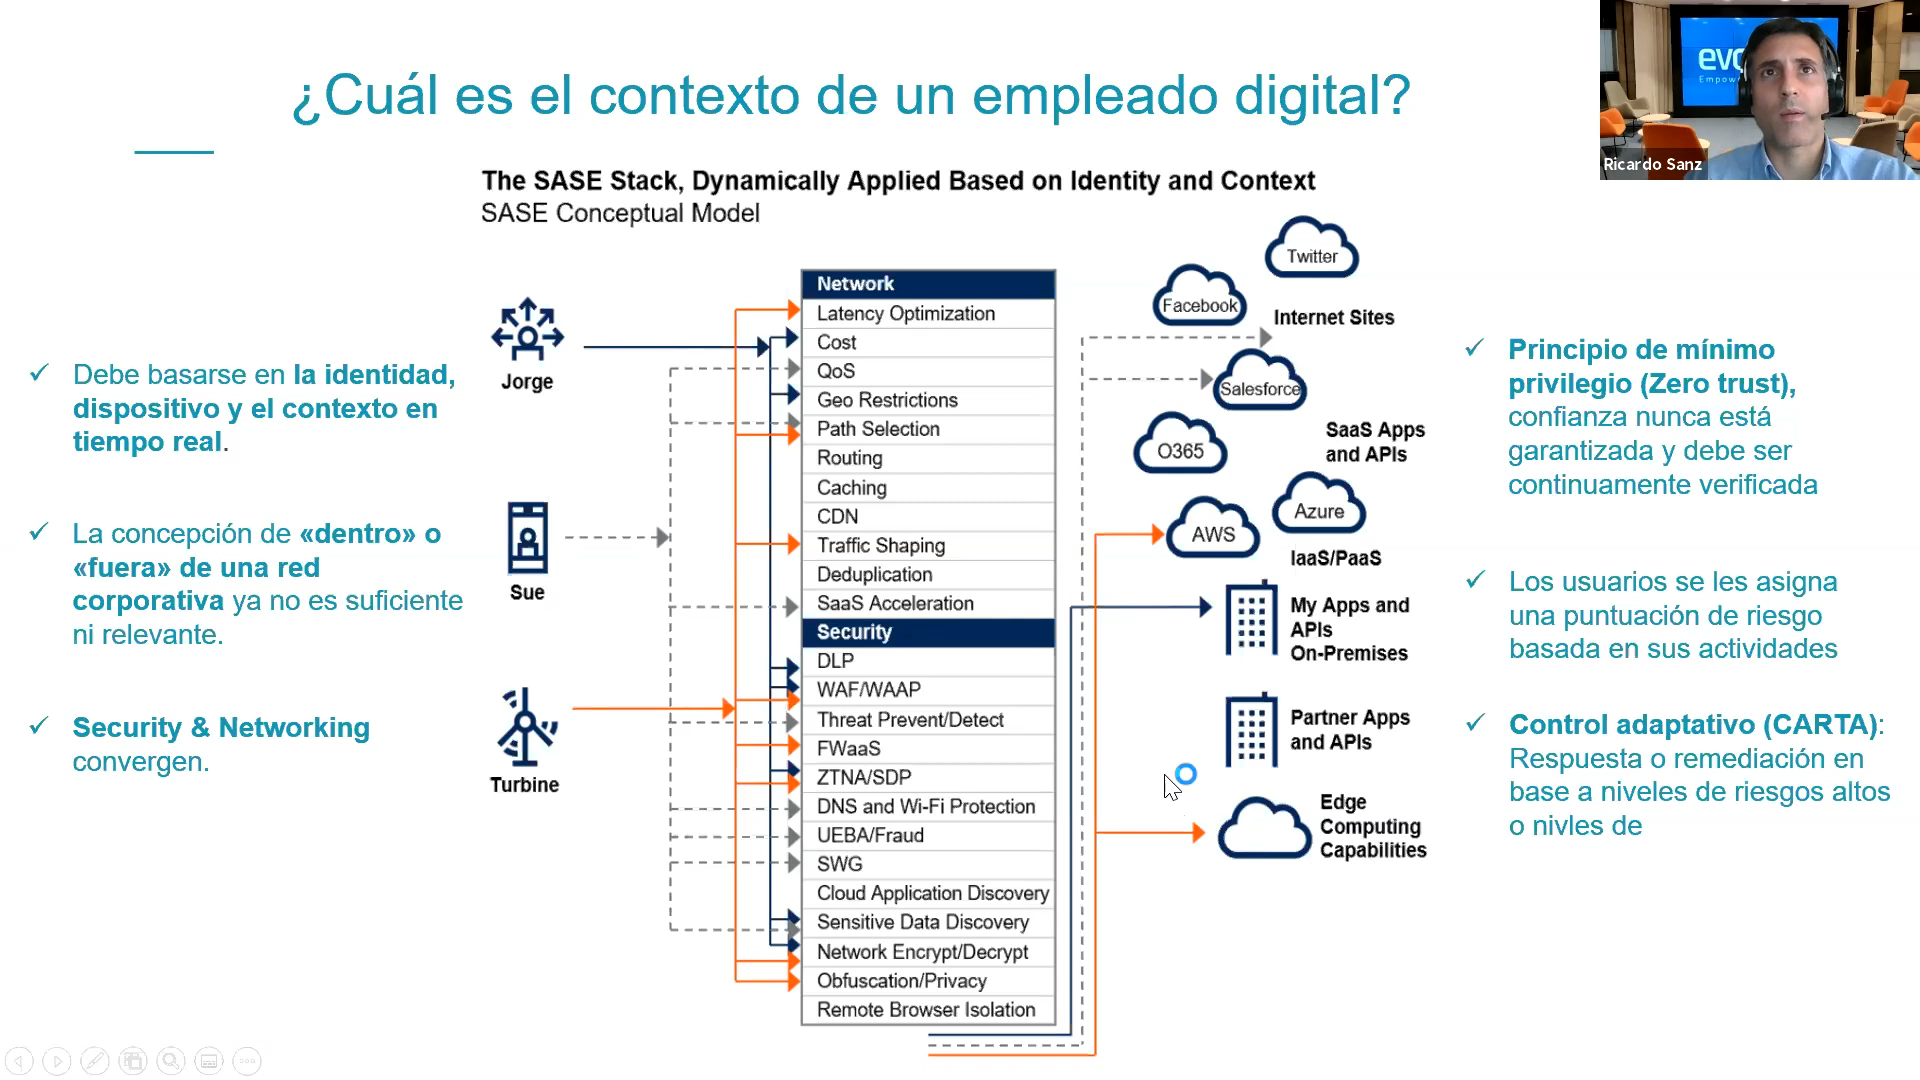 ¿Cuál es el contexto de un empleado digital?
Ricardo Sanz
The SASE Stack, Dynamically Applied Based on Identity and Context
SASE Conceptual Model
Debe basarse en la identidad,
dispositivo y el contexto en
tiempo real.
La concepción de «dentro» o
«fuera» de una red
corporativa ya no es suficiente
ni relevante.
Security & Networking
convergen.
Jorge
Sue
Turbine
Network
Latency Optimization
Cost
QoS
Geo Restrictions
Path Selection
Routing
Caching
CDN
Traffic Shaping
Deduplication
SaaS Acceleration
Security
DLP
WAF/WAAP
Threat Prevent/Detect
FWaaS
ZTNA/SDP
DNS and Wi-Fi Protection
UEBA/Fraud
SWG
Cloud Application Discovery
Sensitive Data Discovery
Network Encrypt/Decrypt
Obfuscation/Privacy
Remote Browser Isolation
Twitter
Facebook
Internet Sites
Salesforce
SaaS Apps
and APIs
O365
Azure
AWS
IaaS/PaaS
My Apps and
APIs
On-Premises
Partner Apps
and APIs
Edge
Computing
Capabilities
Principio de mínimo
privilegio (Zero trust),
confianza nunca está
garantizada y debe ser
continuamente verificada
Los usuarios se les asigna
una puntuación de riesgo
basada en sus actividades
Control adaptativo (CARTA):
Respuesta o remediación en
base a niveles de riesgos altos
o nivles de